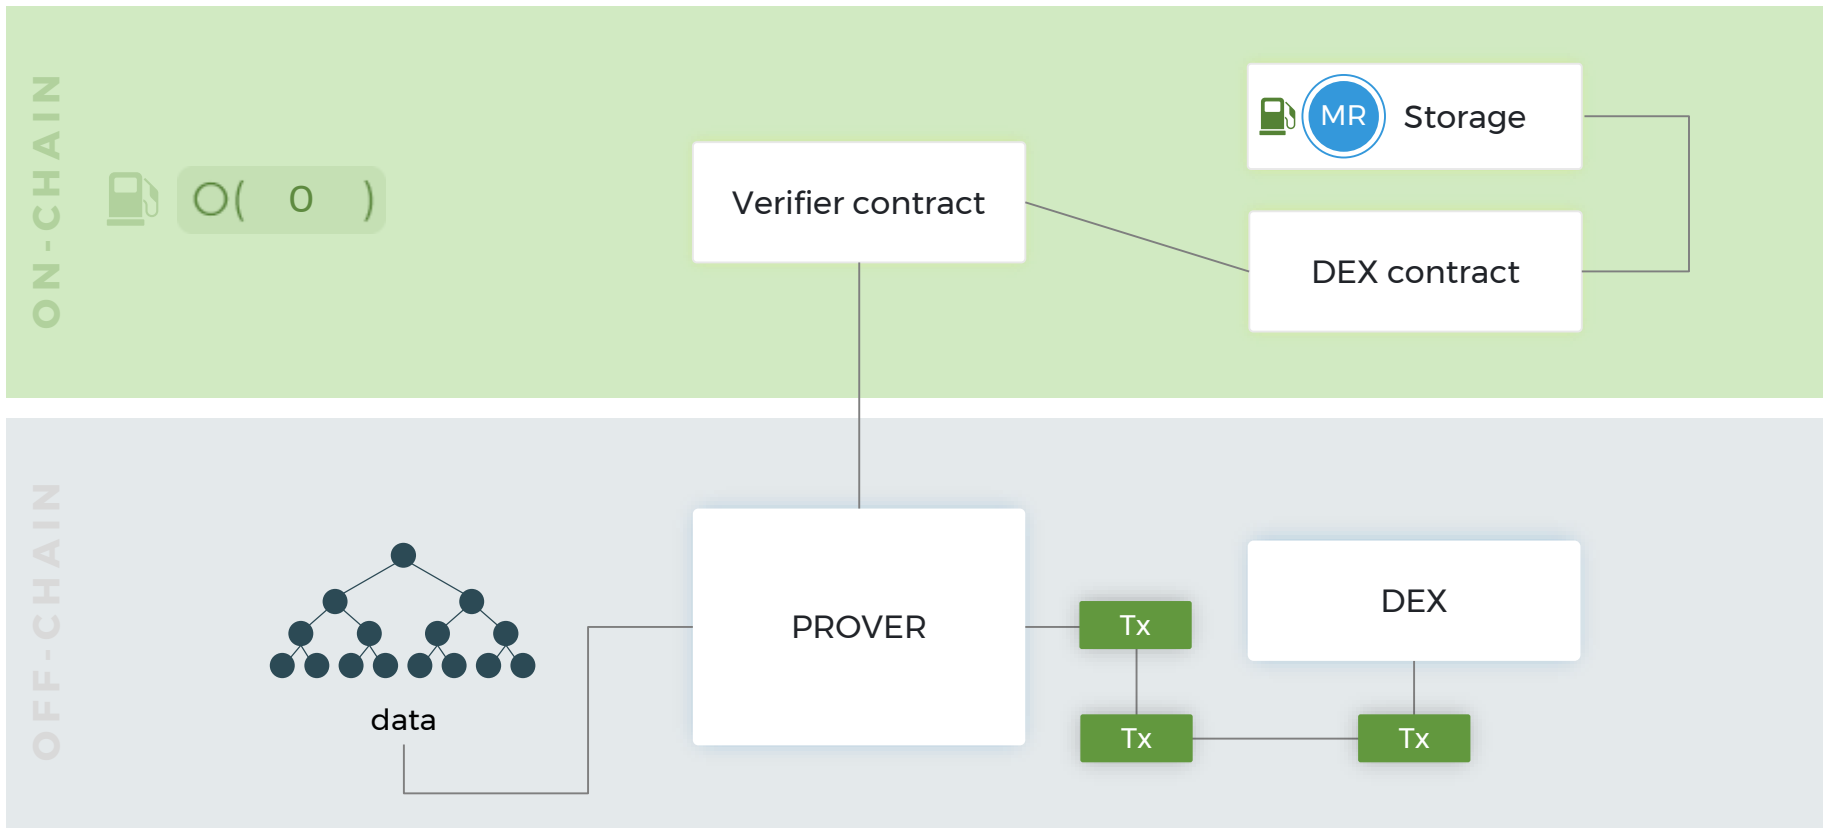 ON-CHAIN
O( 0 )
Verifier contract
MR Storage
DEX contract
OFF-CHAIN
data
PROVER
Tx
Tx
Tx
DEX